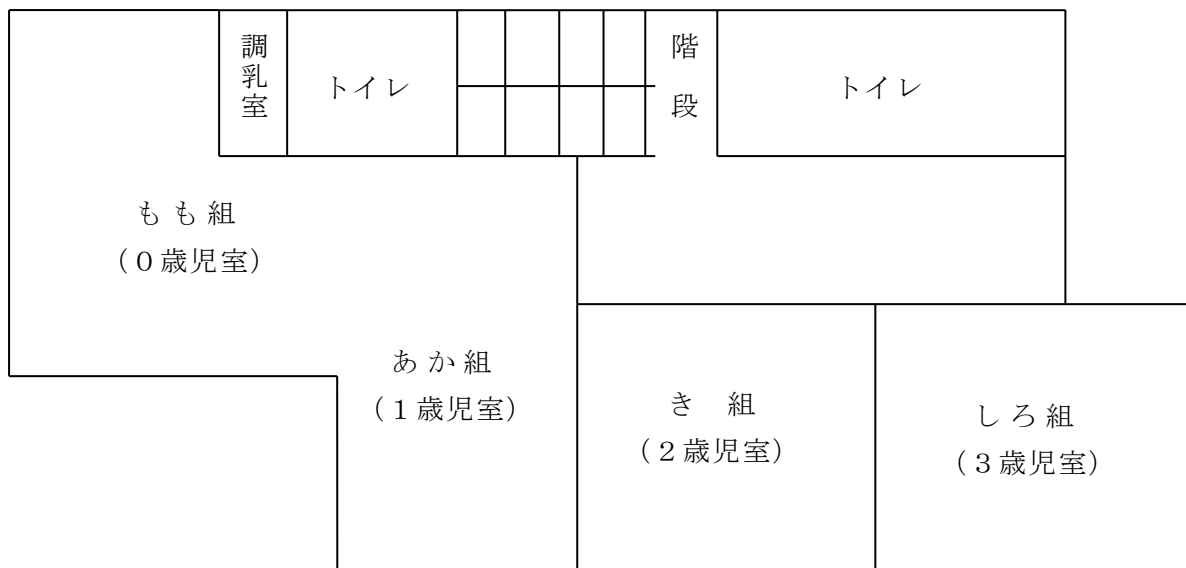 調乳室
トイレ
階段
トイレ
もも組
（０歳児室）
あか組
（１歳児室）
き　組
（２歳児室）
しろ組
（３歳児室）